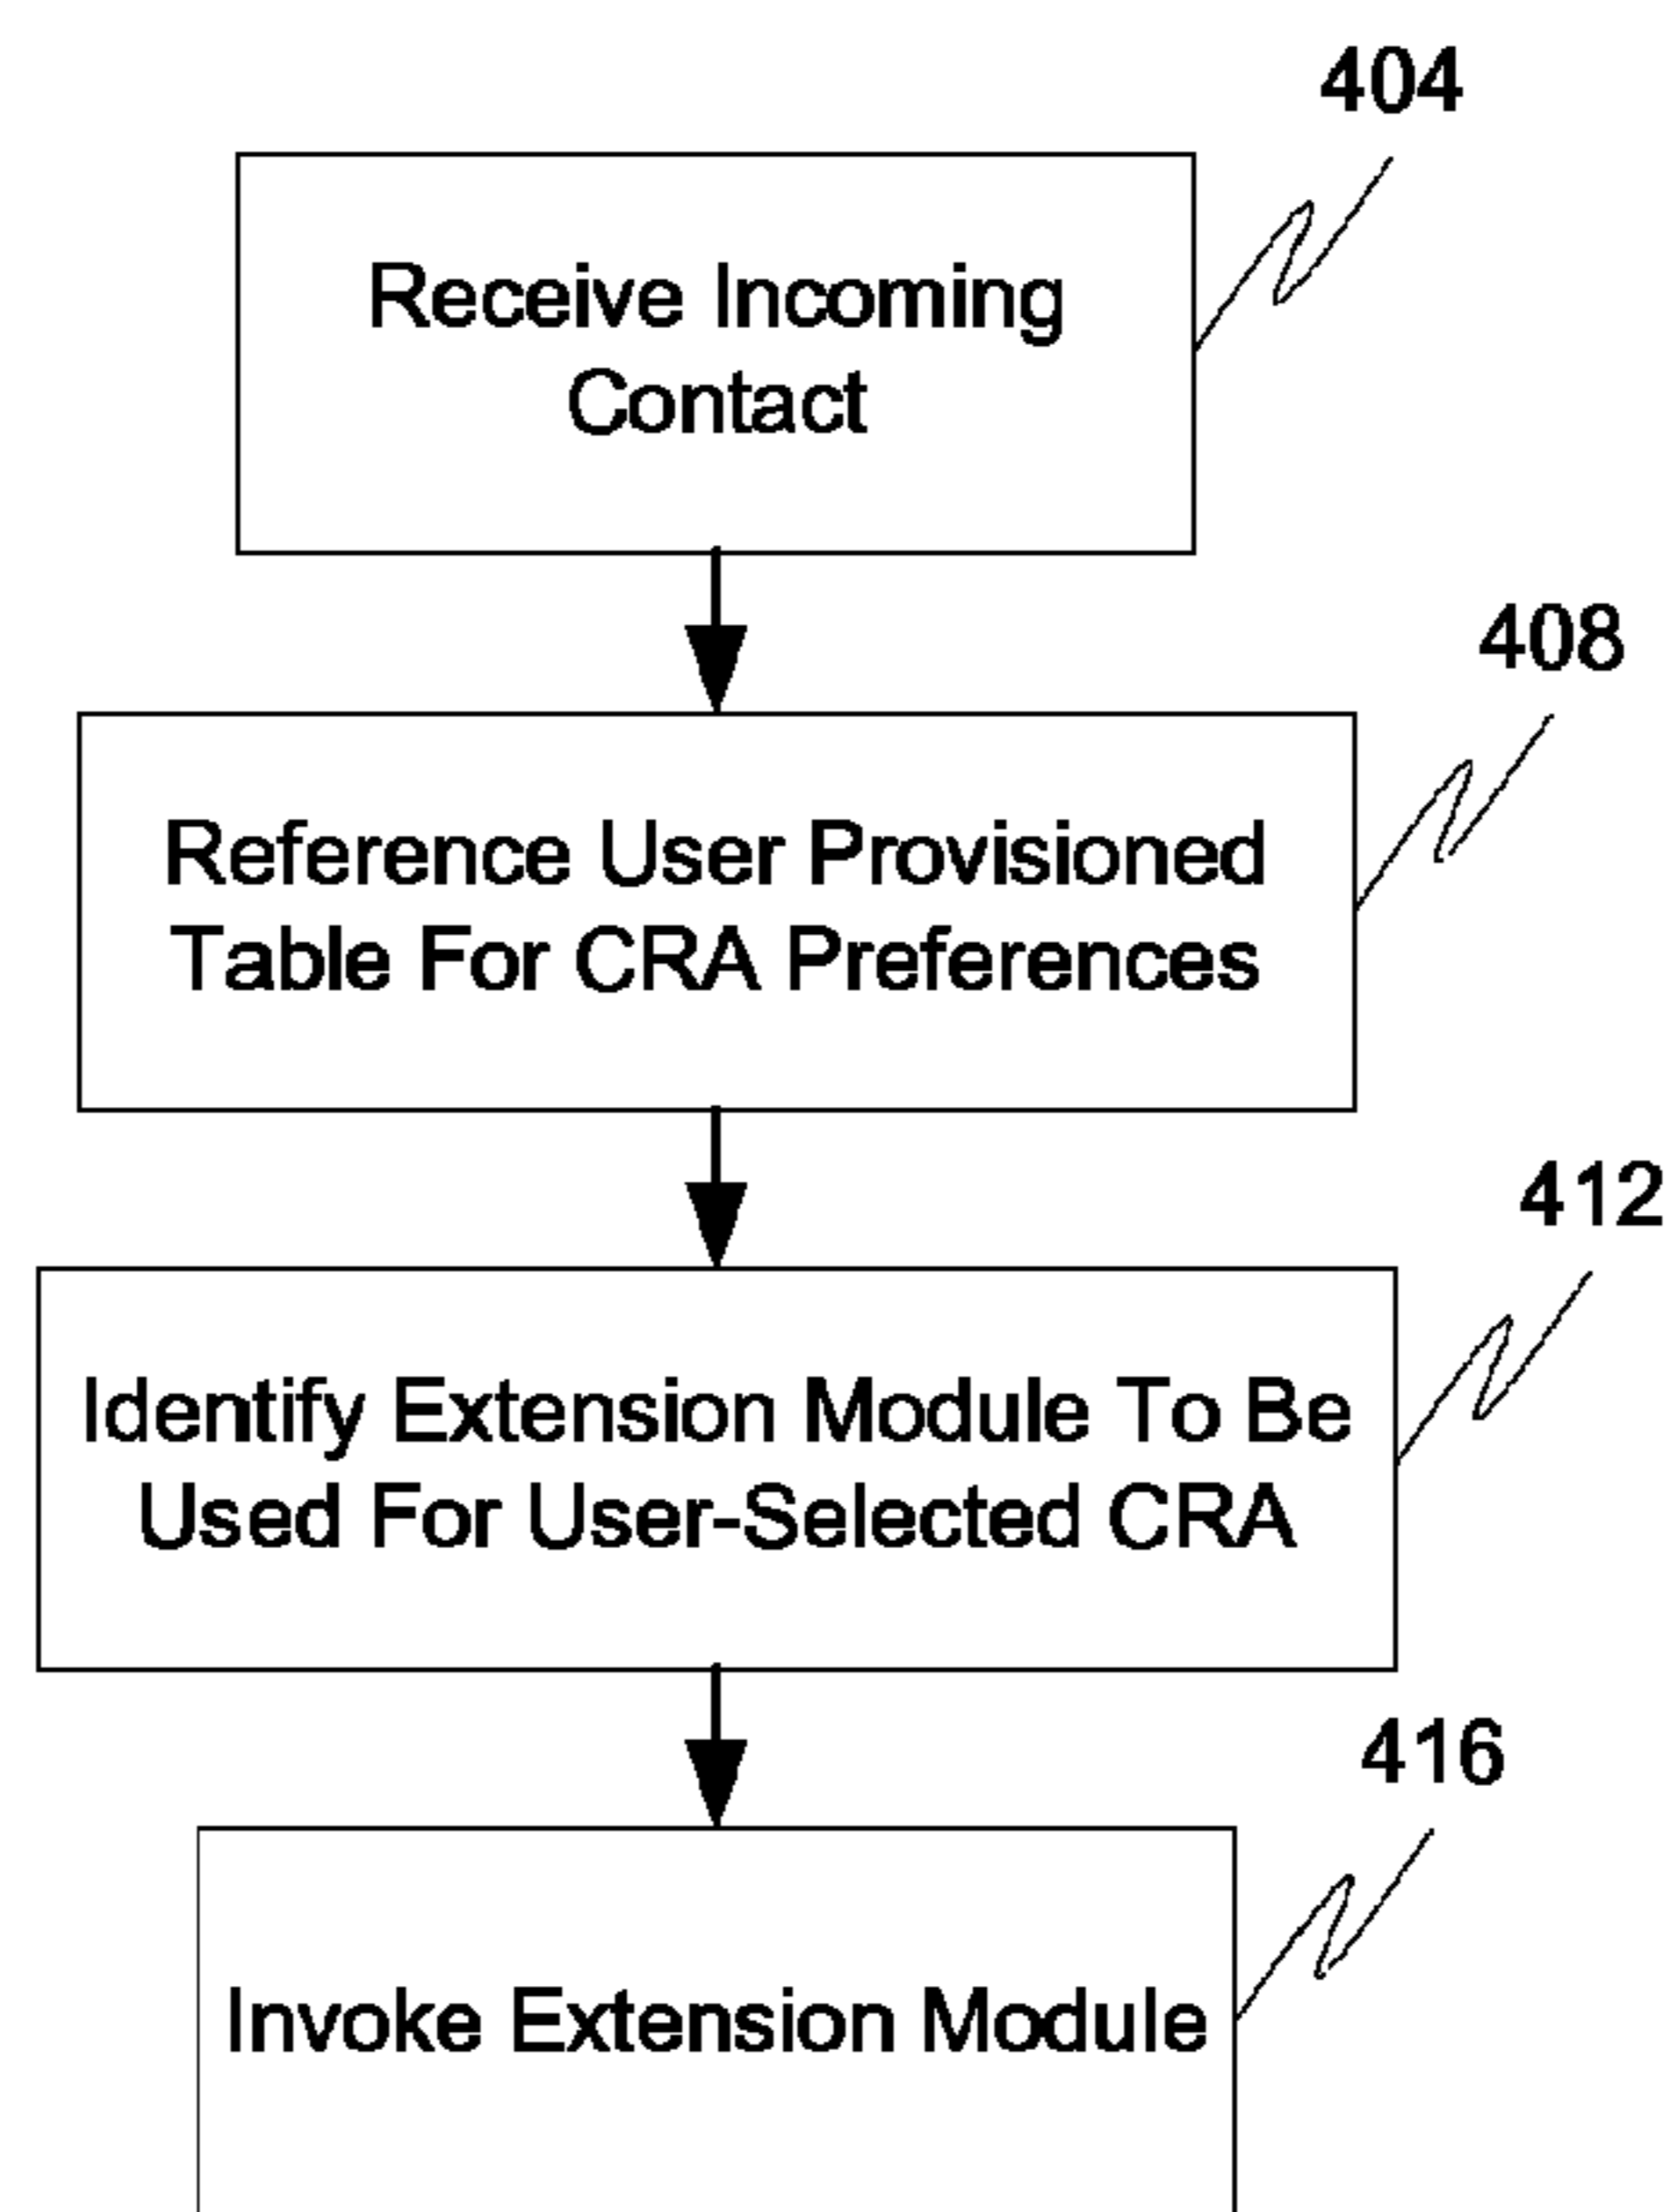 404
Receive Incoming
Contact
408
Reference User Provisioned
Table For CRA Preferences
412
Identify Extension Module To Be
Used For User-Selected CRA
416
Invoke Extension Module